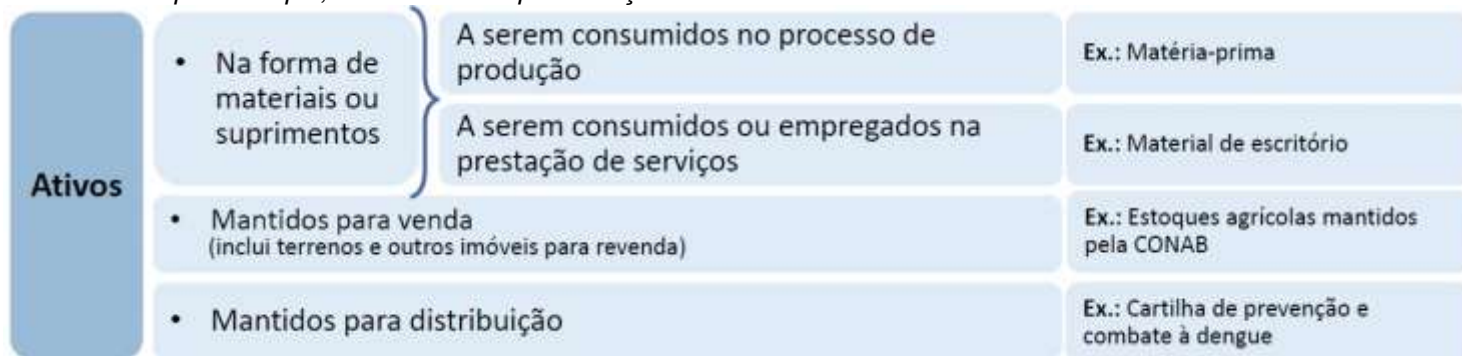 Ativos
• Na forma de
materiais ou
suprimentos
A serem consumidos no processo de
produção
Ex.: Matéria-prima
A serem consumidos ou empregados na
prestação de serviços
Ex.: Material de escritório
• Mantidos para venda
(inclui terrenos e outros imóveis para revenda)
Ex.: Estoques agrícolas mantidos
pela CONAB
• Mantidos para distribuição
Ex.: Cartilha de prevenção e
combate à dengue